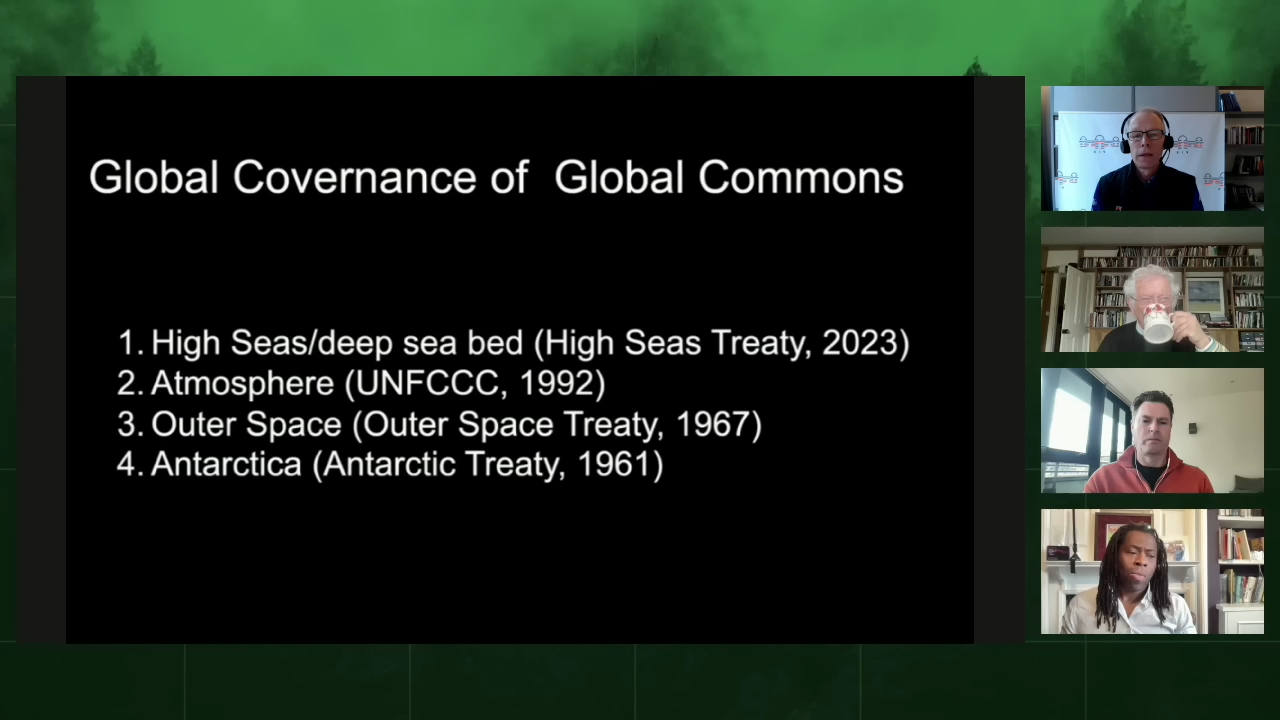 Global Covernance of Global Commons
1. High Seas/deep sea bed (High Seas Treaty, 2023)
2. Atmosphere (UNFCCC, 1992)
3. Outer Space (Outer Space Treaty, 1967)
4. Antarctica (Antarctic Treaty, 1961)